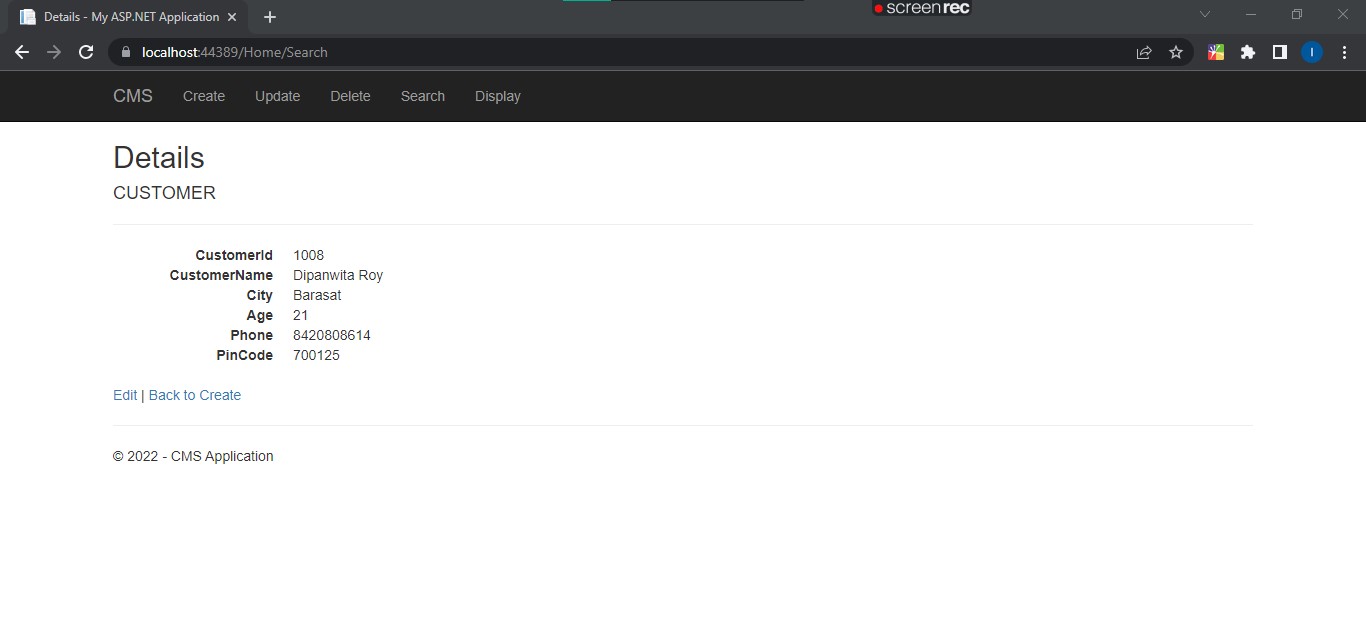 Details - My ASP.NET Application
screenrec
localhost:44389/Home/Search
I
CMS Create Update Delete Search Display
Details
CUSTOMER
CustomerId 1008
CustomerName Dipanwita Roy
City Barasat
Age 21
Phone 8420808614
PinCode 700125
Edit | Back to Create
© 2022 - CMS Application